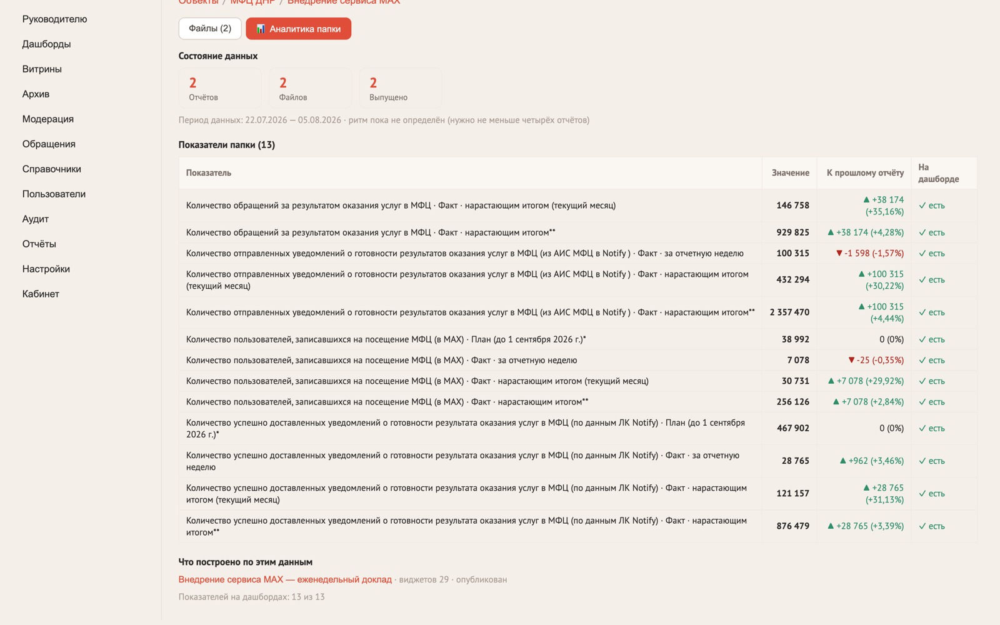 Объекты / МФЦ ДНР / Внедрение сервиса MAX
Руководителю
Дашборды
Витрины
Архив
Модерация
Обращения
Справочники
Пользователи
Аудит
Отчёты
Настройки
Кабинет
Файлы (2)
Аналитика папки
Состояние данных
2
Отчётов
2
Файлов
2
Выпущено
Период данных: 22.07.2026 — 05.08.2026 · ритм пока не определён (нужно не меньше четырёх отчётов)
Показатели папки (13)
Показатель
Значение
К прошлому отчёту
На
дашборде
Количество обращений за результатом оказания услуг в МФЦ · Факт · нарастающим итогом (текущий месяц)
146 758
▲ +38 174
(+35,16%)
✓ есть
Количество обращений за результатом оказания услуг в МФЦ · Факт · нарастающим итогом**
929 825
▲ +38 174 (+4,28%)
✓ есть
Количество отправленных уведомлений о готовности результатов оказания услуг в МФЦ (из АИС МФЦ в Notify ) · Факт · за отчетную неделю
100 315
▼ -1 598 (-1,57%)
✓ есть
Количество отправленных уведомлений о готовности результатов оказания услуг в МФЦ (из АИС МФЦ в Notify ) · Факт · нарастающим итогом
(текущий месяц)
432 294
▲ +100 315
(+30,22%)
✓ есть
Количество отправленных уведомлений о готовности результатов оказания услуг в МФЦ (из АИС МФЦ в Notify ) · Факт · нарастающим итогом**
2 357 470
▲ +100 315
(+4,44%)
✓ есть
Количество пользователей, записавшихся на посещение МФЦ (в MAX) · План (до 1 сентября 2026 г.)*
38 992
0 (0%)
✓ есть
Количество пользователей, записавшихся на посещение МФЦ (в MAX) · Факт · за отчетную неделю
7 078
▼ -25 (-0,35%)
✓ есть
Количество пользователей, записавшихся на посещение МФЦ (в MAX) · Факт · нарастающим итогом (текущий месяц)
30 731
▲ +7 078 (+29,92%)
✓ есть
Количество пользователей, записавшихся на посещение МФЦ (в MAX) · Факт · нарастающим итогом**
256 126
▲ +7 078 (+2,84%)
✓ есть
Количество успешно доставленных уведомлений о готовности результата оказания услуг в МФЦ (по данным ЛК Notify) · План (до 1 сентября
2026 г.)*
467 902
0 (0%)
✓ есть
Количество успешно доставленных уведомлений о готовности результата оказания услуг в МФЦ (по данным ЛК Notify) · Факт · за отчетную
неделю
28 765
▲ +962 (+3,46%)
✓ есть
Количество успешно доставленных уведомлений о готовности результата оказания услуг в МФЦ (по данным ЛК Notify) · Факт · нарастающим
итогом (текущий месяц)
121 157
▲ +28 765
(+31,13%)
✓ есть
Количество успешно доставленных уведомлений о готовности результата оказания услуг в МФЦ (по данным ЛК Notify) · Факт · нарастающим
итогом**
876 479
▲ +28 765 (+3,39%)
✓ есть
Что построено по этим данным
Внедрение сервиса MAX — еженедельный доклад · виджетов 29 · опубликован
Показателей на дашбордах: 13 из 13